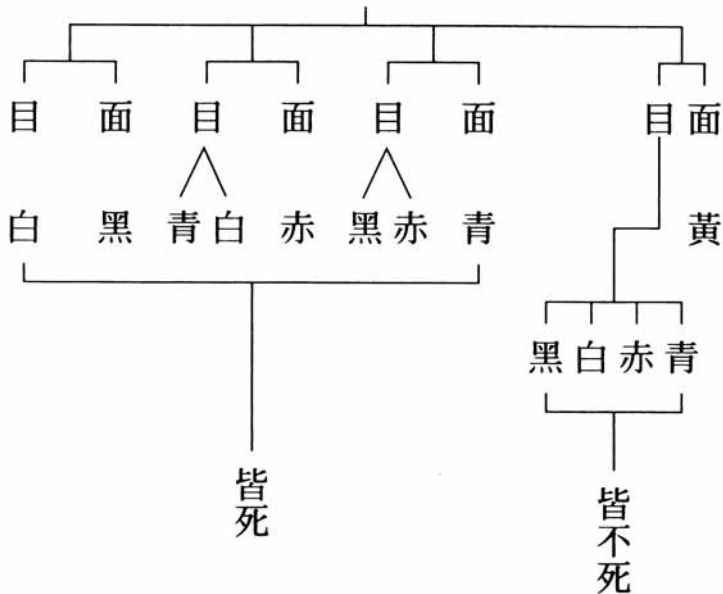 目 面 目 面 目 面 目 面
白 黑 青 白 赤 黑 赤 青 黃
黑 白 赤 青
皆死
皆不死